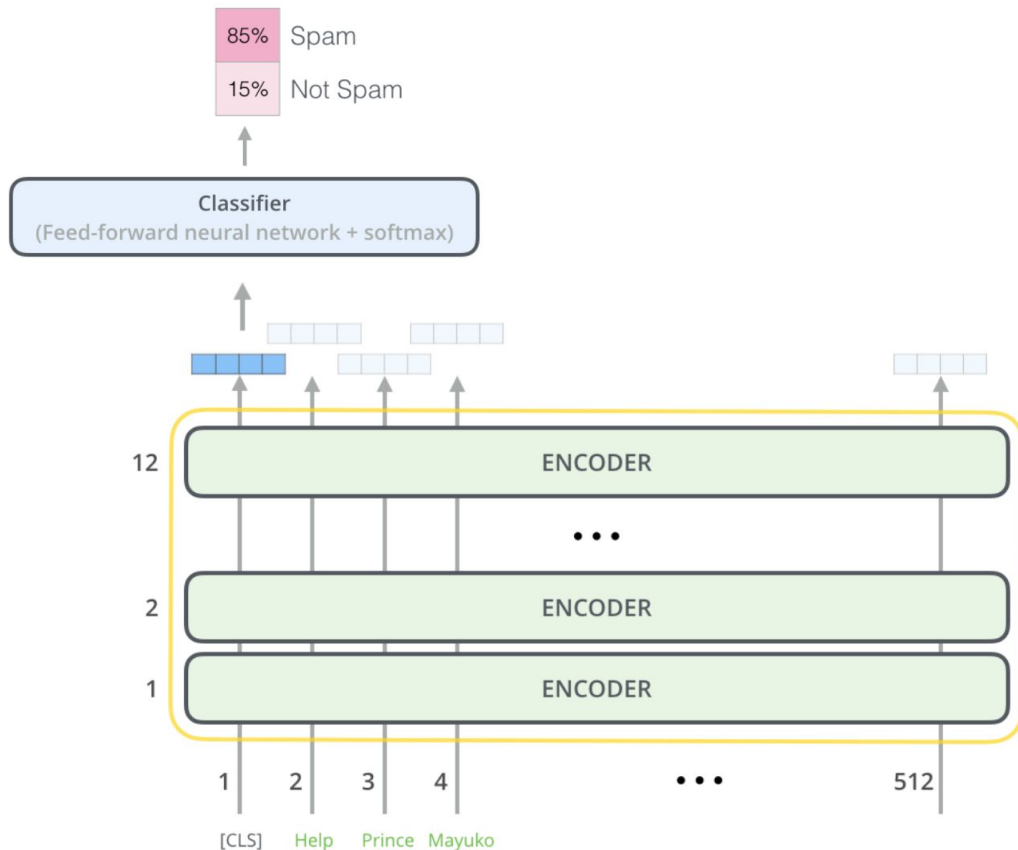 85% Spam
15% Not Spam
Classifier
(Feed-forward neural network + softmax)
12 ENCODER
...
2 ENCODER
1 ENCODER
1 2 3 4 ... 512
[CLS] Help Prince Mayuko